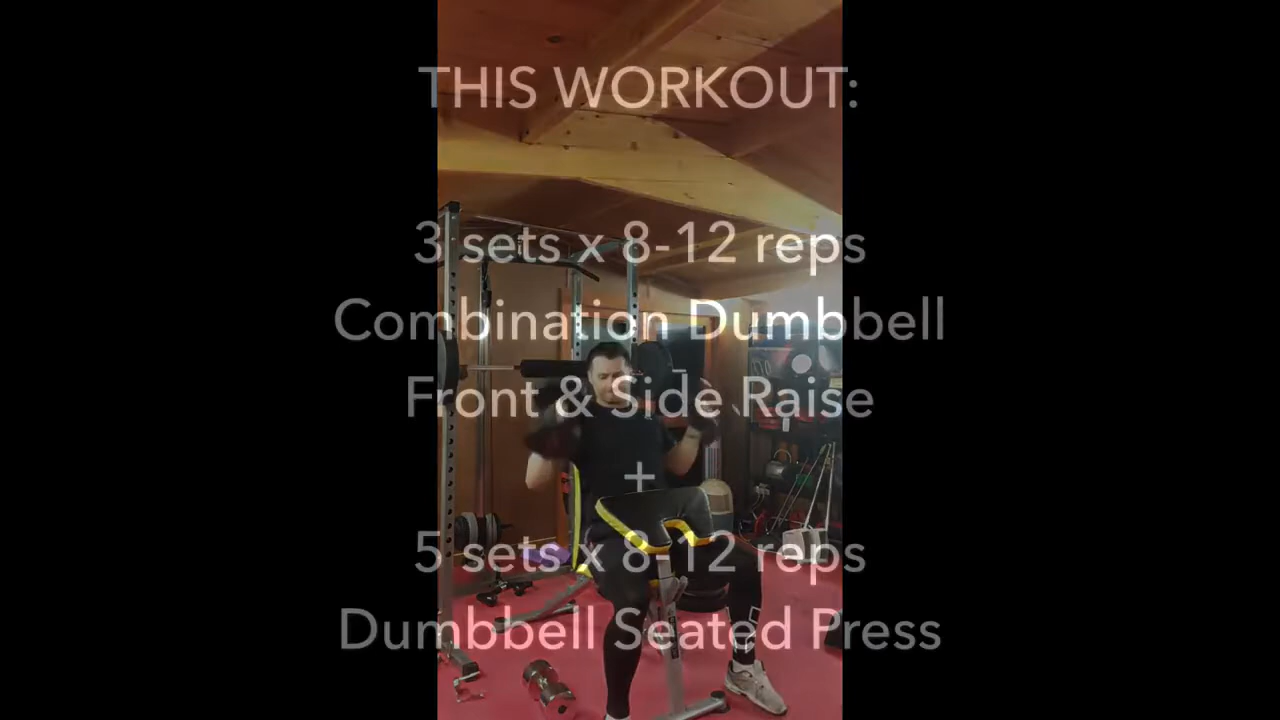 THIS WORKOUT:
3 sets x 8-12 reps
Combination Dumbbell
Front & Side Raise
+
5 sets x 8-12 reps
Dumbbell Seated Press